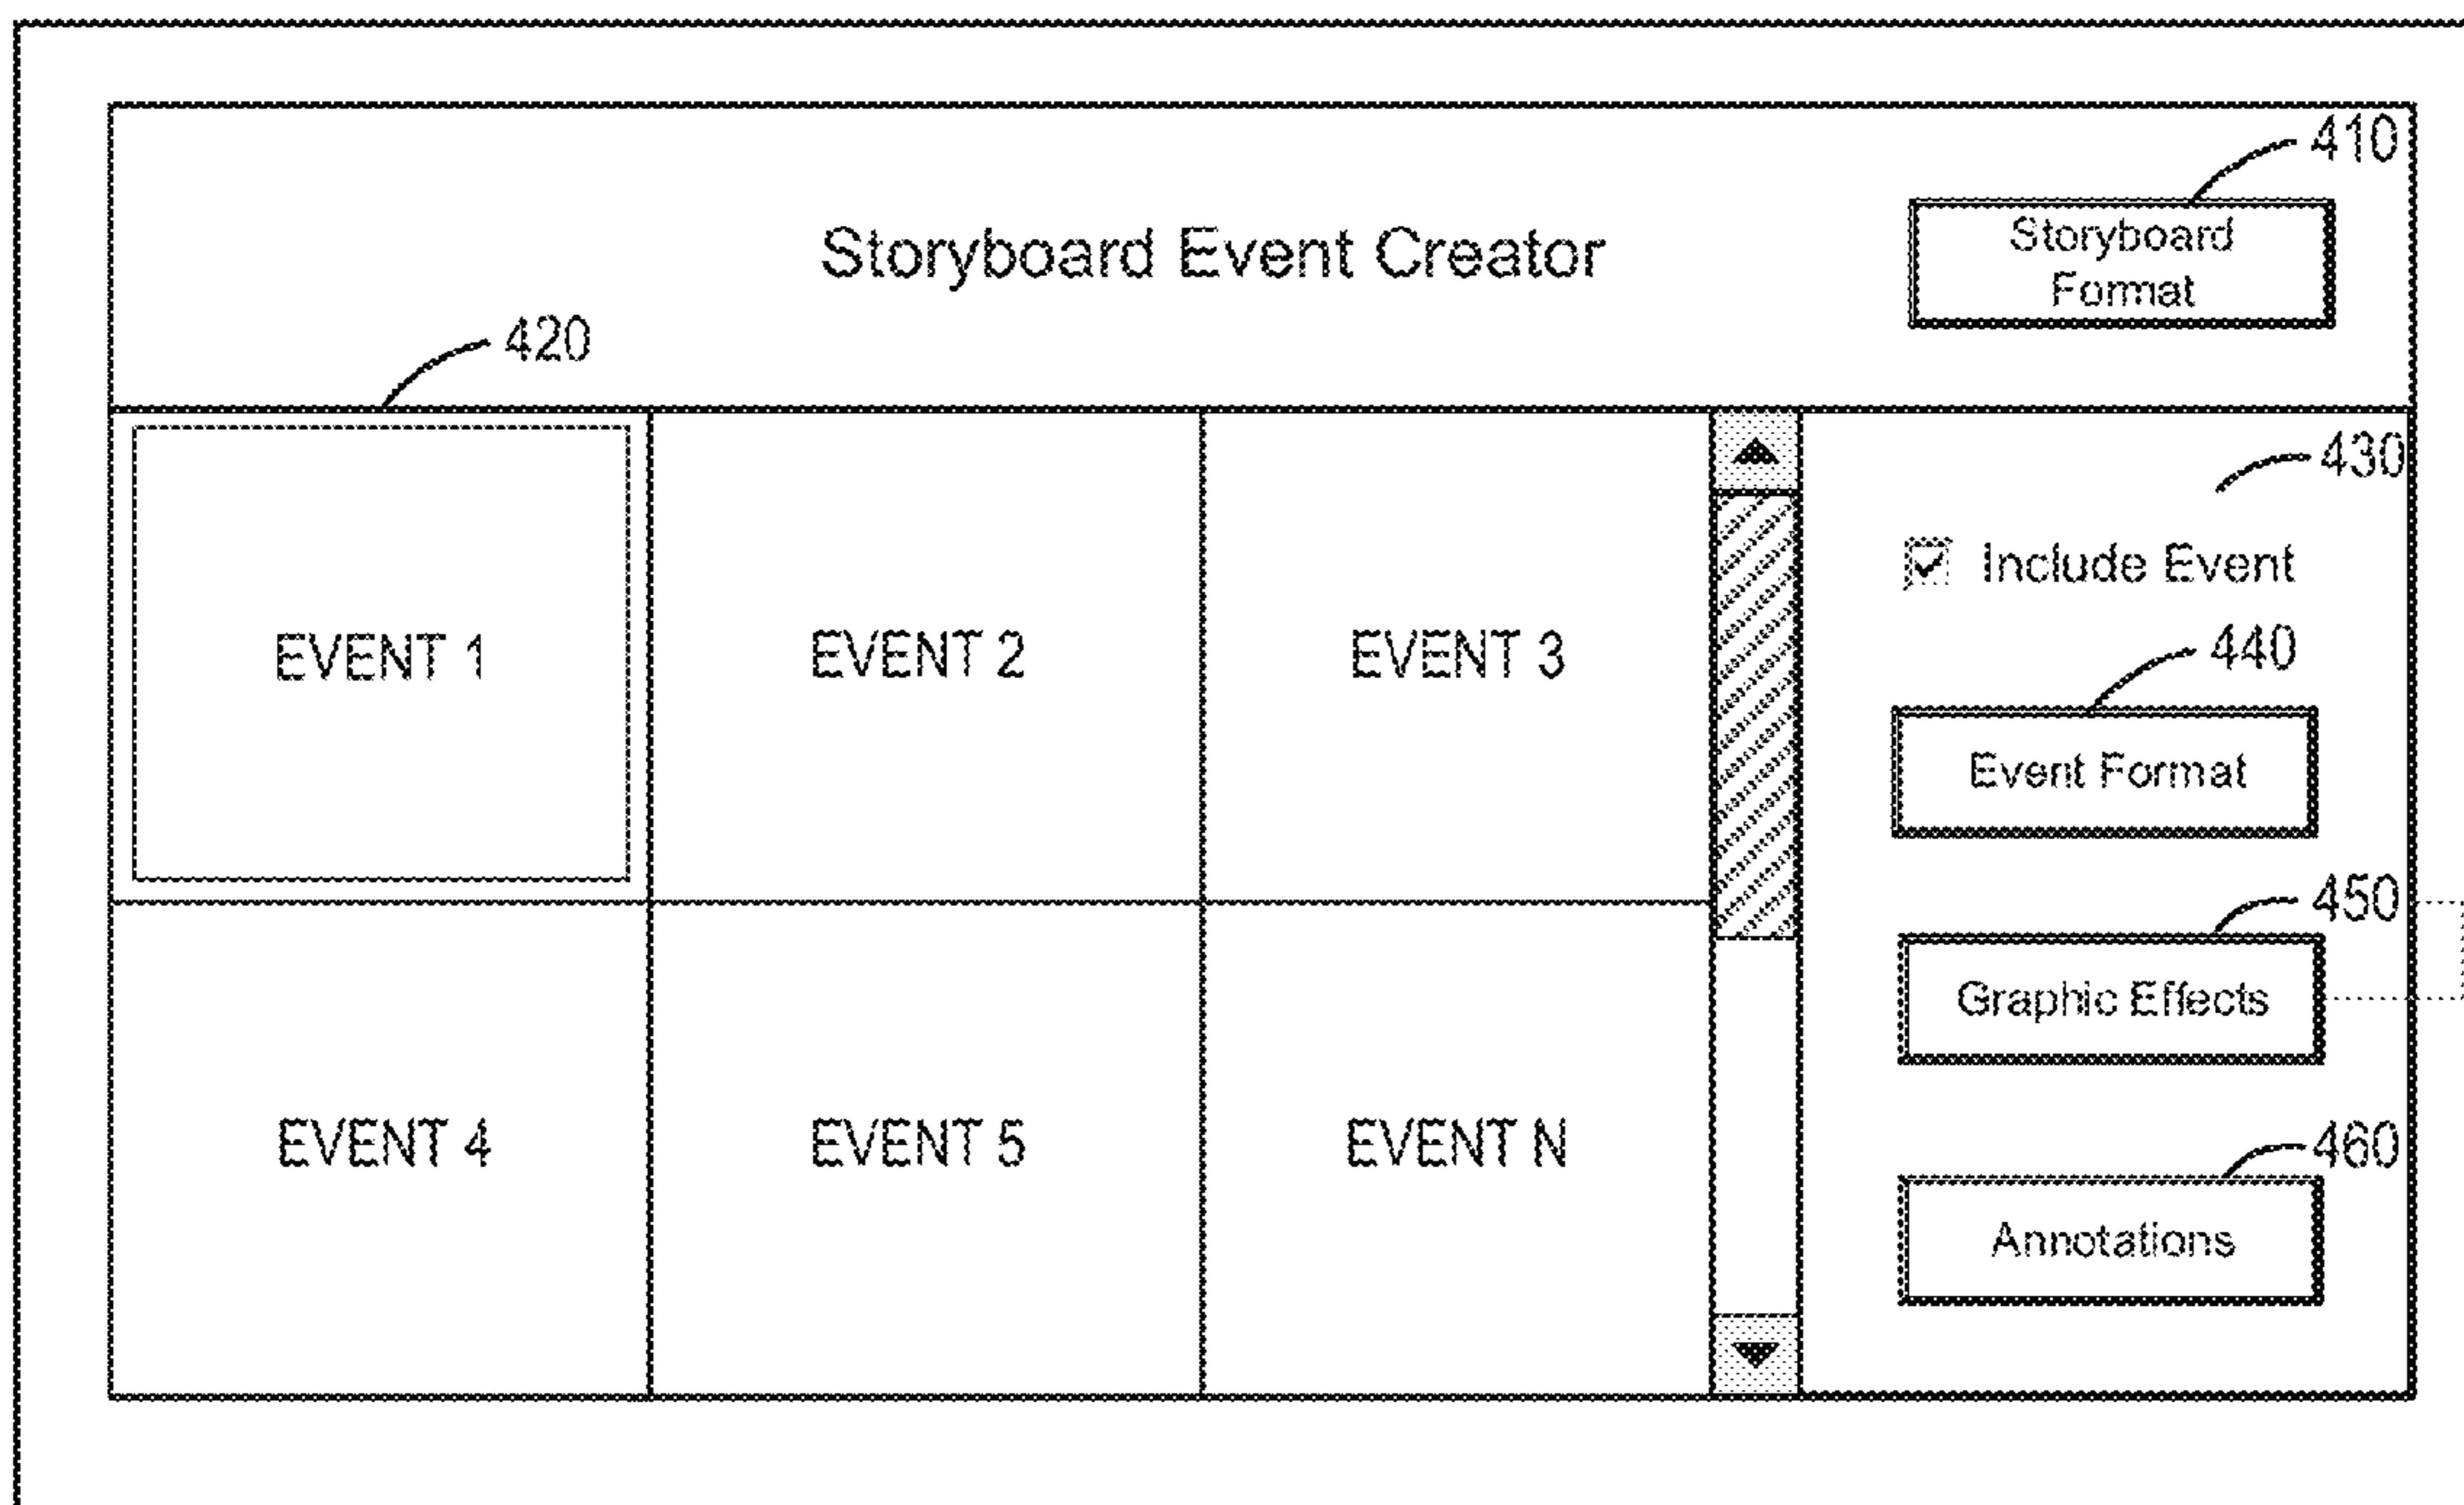 410
Storyboard
Format
Storyboard Event Creator
420
430
Include Event
EVENT 1
EVENT 2
EVENT 3
440
Event Format
450
Graphic Effects
EVENT 4
EVENT 5
EVENT N
460
Annotations